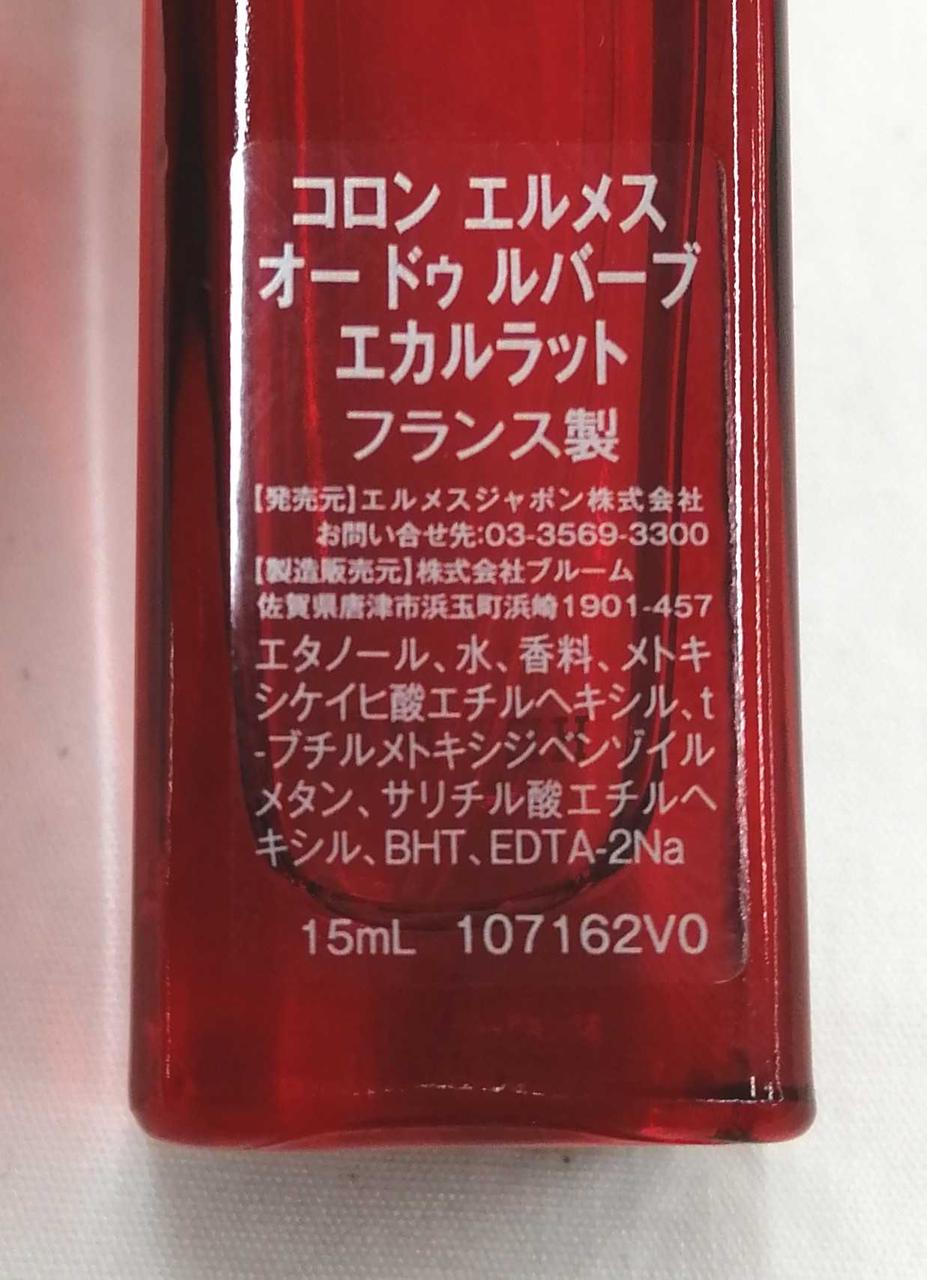 コロン エルメス
オー ドゥ ルバーブ
エカルラット
フランス製
【発売元】エルメスジャポン株式会社
お問い合せ先:03-3569-3300
【製造販売元】株式会社ブルーム
佐賀県唐津市浜玉町浜崎1901-457
エタノール、水、香料、メトキ
シケイヒ酸エチルヘキシル、t
-ブチルメトキシジベンゾイル
メタン、サリチル酸エチルヘ
キシル、BHT、EDTA-2Na
15mL 107162V0